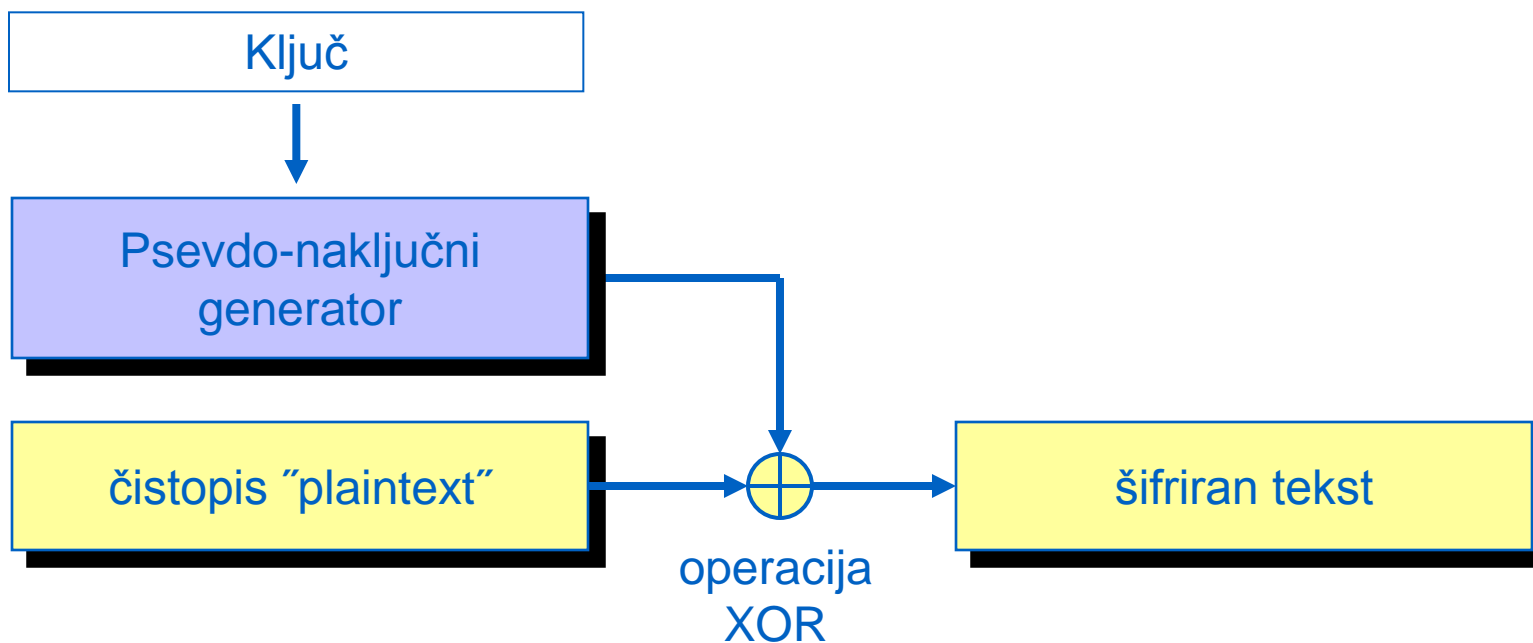 Ključ
Psevdo-naključni
generator
čistopis ˝plaintext˝
šifriran tekst
operacija
XOR